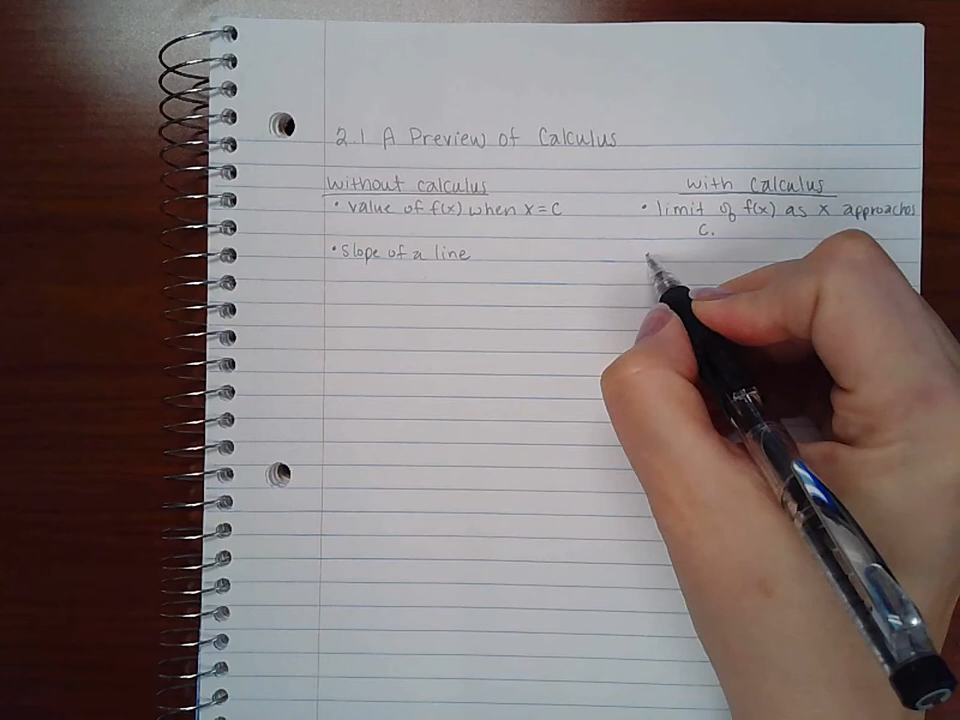 2.1 A Preview of Calculus
without calculus
with Calculus
• value of f(x) when x = c
• limit of f(x) as x approaches
c.
• Slope of a line